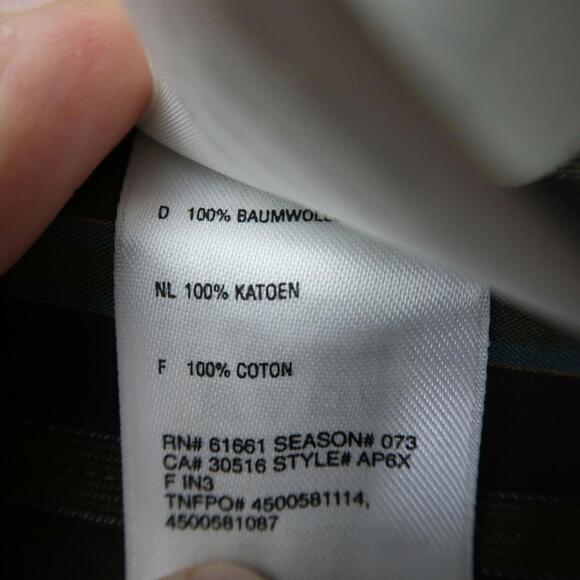 D 100% BAUMWOLL
NL 100% KATOEN
F 100% COTON
RN# 61661 SEASON# 073
CA# 30516 STYLE# AP6X
F IN3
TNFPO# 4500581114,
4500581087